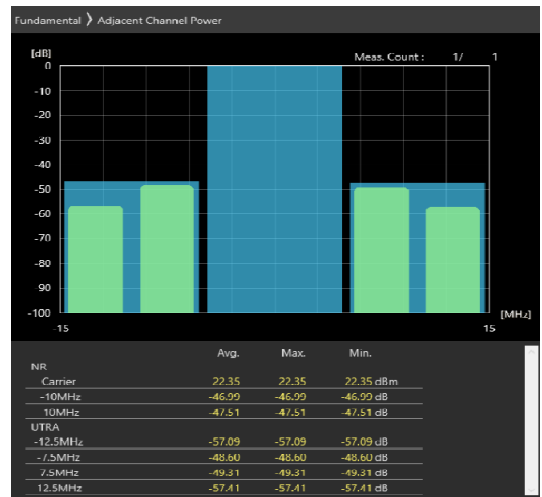 Fundamental ❯ Adjacent Channel Power
[dB]
Meas. Count : 1/ 1
0
-10
-20
-30
-40
-50
-60
-70
-80
90
-100
[MHz]
-15 15
Avg. Max. Min.
NR
Carrier 22.35 22.35 22.35 dBm
-10MHz -46.99 -46.99 -46.99 dB
10MHz -47.51 -47.51 -47.51 dB
UTRA
-12.5MHz -57.09 -57.09 -57.09 dB
-7.5MHz -48.60 -48.60 -48.60 dB
7.5MHz -49.31 -49.31 -49.31 dB
12.5MHz -57.41 -57.41 -57.41 dB